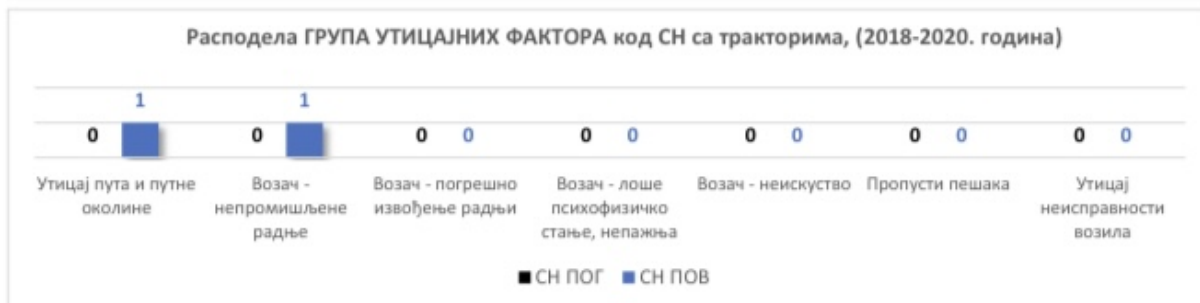 Расподела ГРУПА УТИЦАЈНИХ ФАКТОРА код СН са тракторима, (2018-2020. година)
1 1
0 0 0 0 0 0 0 0 0 0 0 0
Утицај пута и путне околине
Возач - непромишљене радње
Возач - погрешно извођење радњи
Возач - лоше психофизичко стање, непажња
Возач - неискуство
Пропусти пешака
Утицај неисправности возила
СН ПОГ СН ПОВ